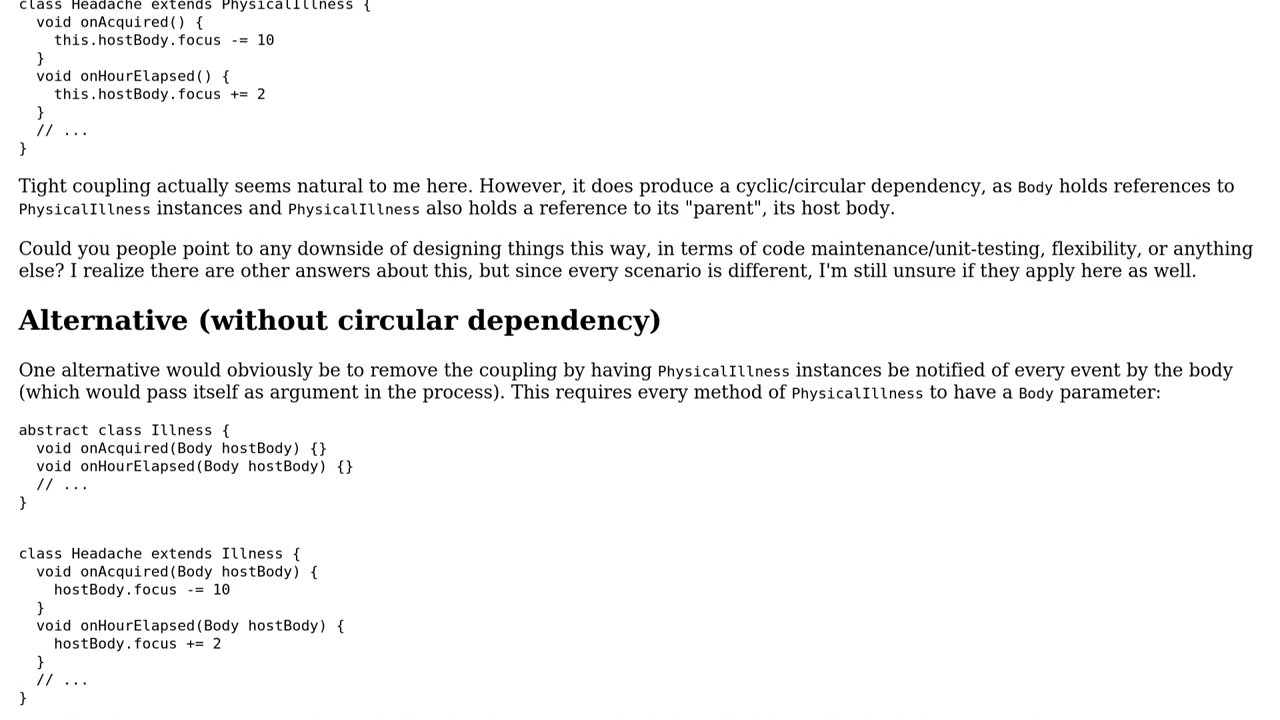 class Headache extends PhysicalIllness {
  void onAcquired() {
    this.hostBody.focus -= 10
  }
  void onHourElapsed() {
    this.hostBody.focus += 2
  }
  // ...
}
Tight coupling actually seems natural to me here. However, it does produce a cyclic/circular dependency, as Body holds references to
PhysicalIllness instances and PhysicalIllness also holds a reference to its "parent", its host body.
Could you people point to any downside of designing things this way, in terms of code maintenance/unit-testing, flexibility, or anything
else? I realize there are other answers about this, but since every scenario is different, I'm still unsure if they apply here as well.
Alternative (without circular dependency)
One alternative would obviously be to remove the coupling by having PhysicalIllness instances be notified of every event by the body
(which would pass itself as argument in the process). This requires every method of PhysicalIllness to have a Body parameter:
abstract class Illness {
  void onAcquired(Body hostBody) {}
  void onHourElapsed(Body hostBody) {}
  // ...
}
class Headache extends Illness {
  void onAcquired(Body hostBody) {
    hostBody.focus -= 10
  }
  void onHourElapsed(Body hostBody) {
    hostBody.focus += 2
  }
  // ...
}